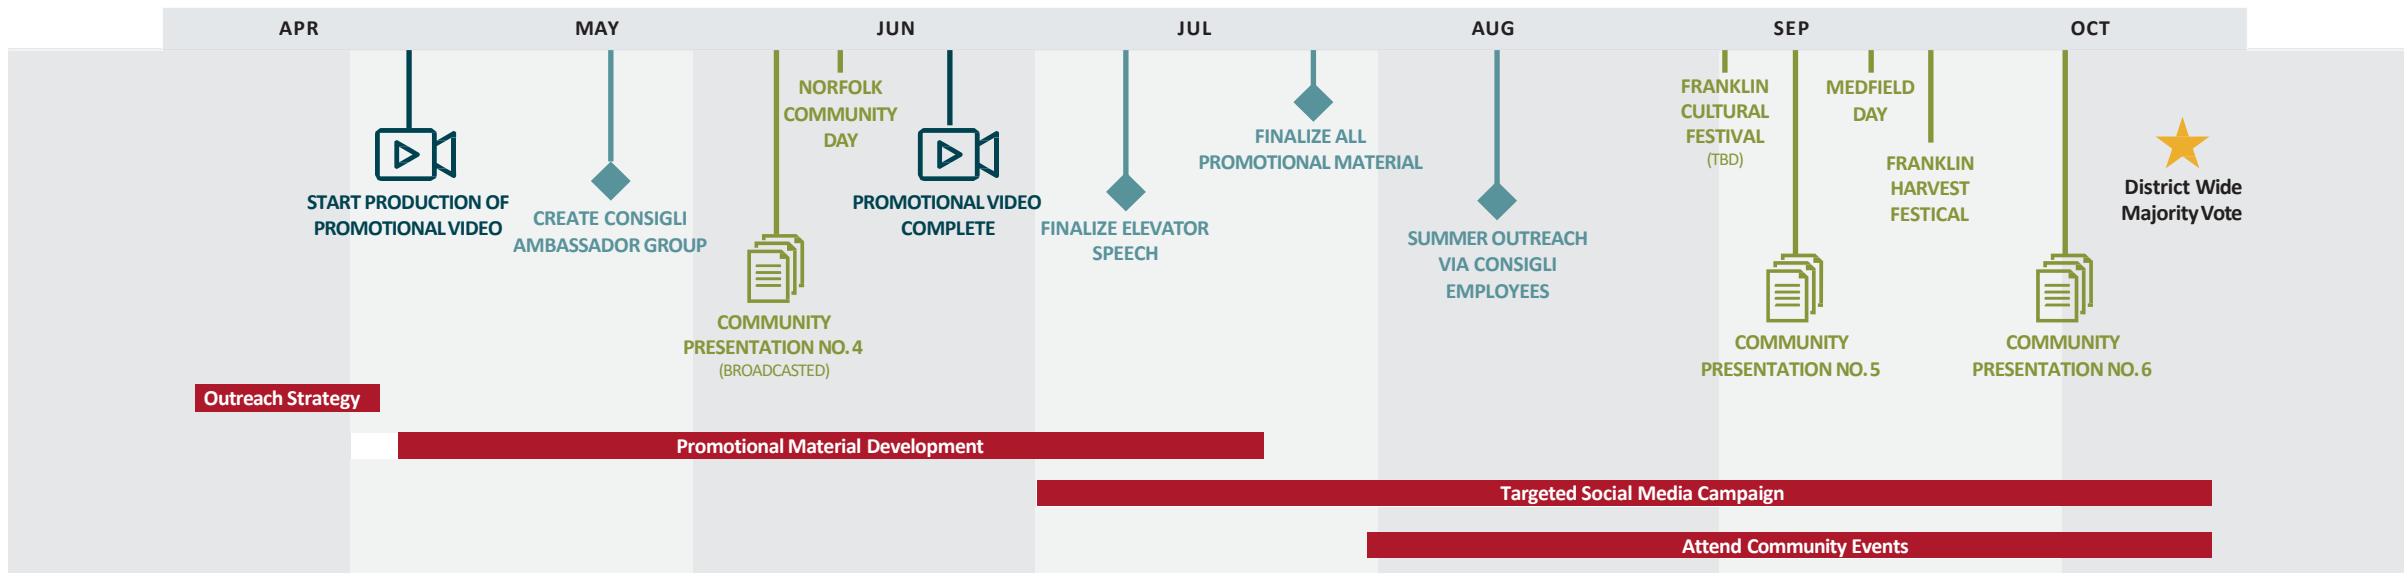 APR
MAY
JUN
JUL
AUG
SEP
OCT
START PRODUCTION OF
PROMOTIONAL VIDEO
CREATE CONSIGLI
AMBASSADOR GROUP
NORFOLK
COMMUNITY
DAY
COMMUNITY
PRESENTATION NO. 4
(BROADCASTED)
PROMOTIONAL VIDEO
COMPLETE
FINALIZE ELEVATOR
SPEECH
FINALIZE ALL
PROMOTIONAL MATERIAL
SUMMER OUTREACH
VIA CONSIGLI
EMPLOYEES
FRANKLIN
CULTURAL
FESTIVAL
(TBD)
COMMUNITY
PRESENTATION NO. 5
MEDFIELD
DAY
FRANKLIN
HARVEST
FESTICAL
COMMUNITY
PRESENTATION NO. 6
District Wide
Majority Vote
Outreach Strategy
Promotional Material Development
Targeted Social Media Campaign
Attend Community Events